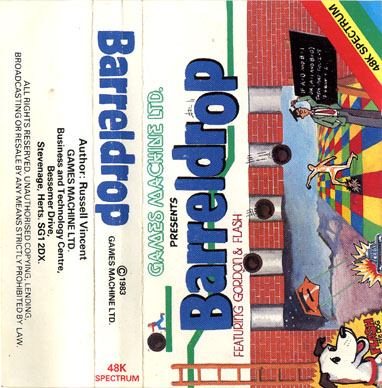 48K SPECTRUM
GAMES MACHINE LTD.
PRESENTS
Barreldrop
FEATURING GORDON & FLASH
Barreldrop
©1983
GAMES MACHINE LTD.
48K
SPECTRUM
Author: Russell Vincent
GAMES MACHINE LTD.
Business and Technology Centre,
Bessemer Drive,
Stevenage, Herts. SG1 2DX.
ALL RIGHTS RESERVED, UNAUTHORISED COPYING, LENDING,
BROADCASTING OR RESALE BY ANY MEANS STRICTLY PROHIBITED BY LAW.